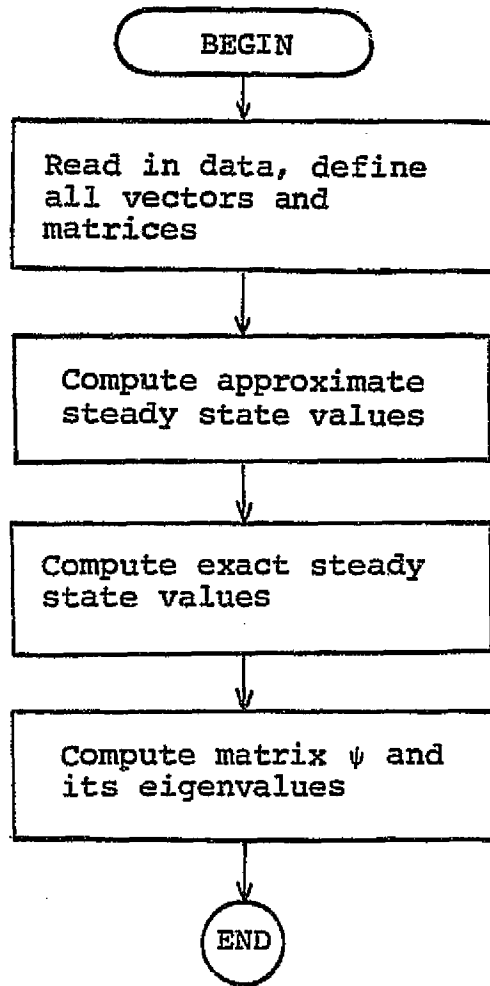 BEGIN
Read in data, define
all vectors and
matrices
Compute approximate
steady state values
Compute exact steady
state values
Compute matrix ψ and
its eigenvalues
END